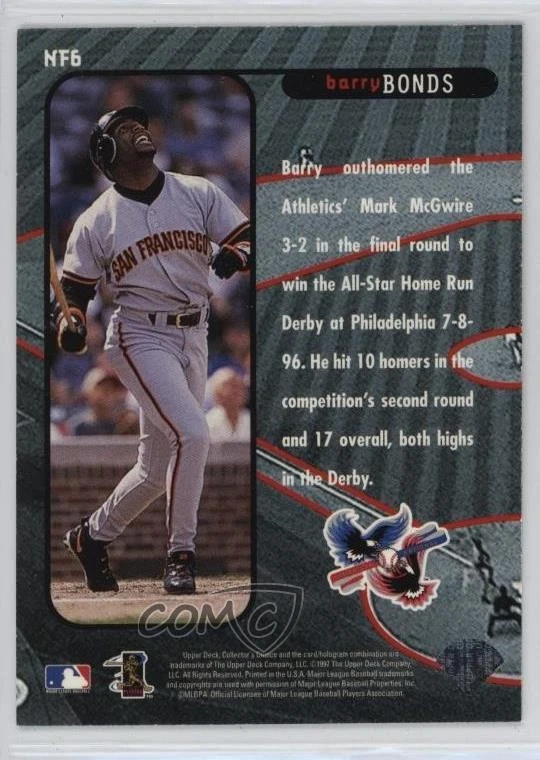 NF6
barryBONDS
Barry outhomered the
Athletics' Mark McGwire
3-2 in the final round to
win the All-Star Home Run
Derby at Philadelphia 7-8-
96. He hit 10 homers in the
competition's second round
and 17 overall, both highs
in the Derby.
SAN FRANCISCO
COMC
Upper Deck, Collector's Choice and the card/hologram combination are
trademarks of The Upper Deck Company, LLC. ©1997 The Upper Deck Company,
LLC. All Rights Reserved. Printed in the U.S.A. Major League Baseball trademarks
and copyrights are used with permission of Major League Baseball Properties, Inc.
©MLBPA Official Licensee of Major League Baseball Players Association.